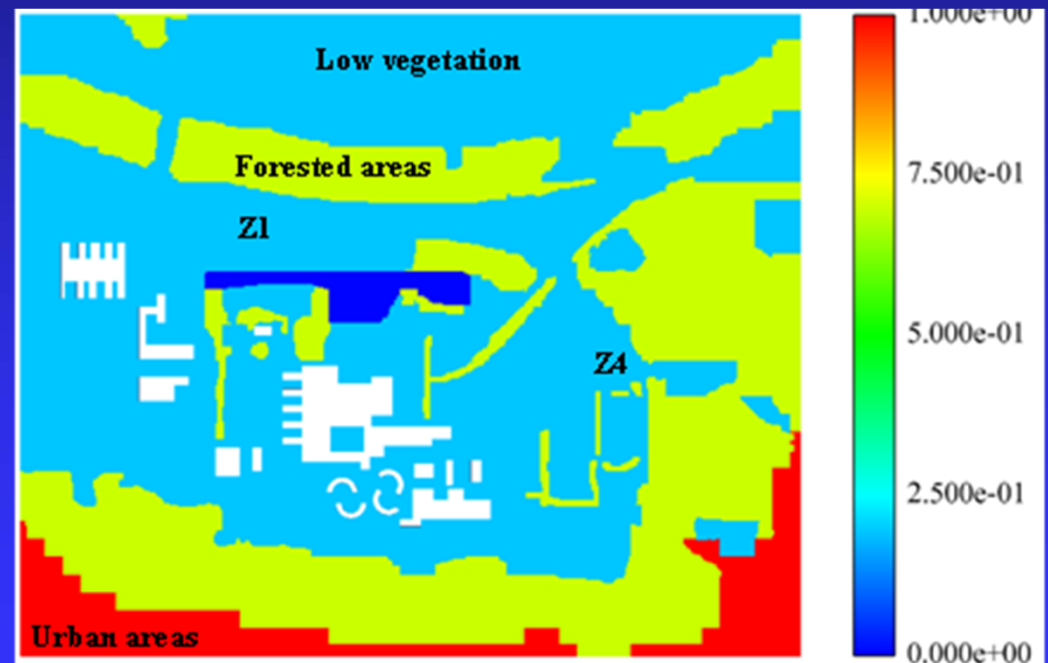 1.000e+00
Low vegetation
Forested areas
7.500e-01
Z1
5.000e-01
Z4
2.500e-01
Urban areas
0.000e+00